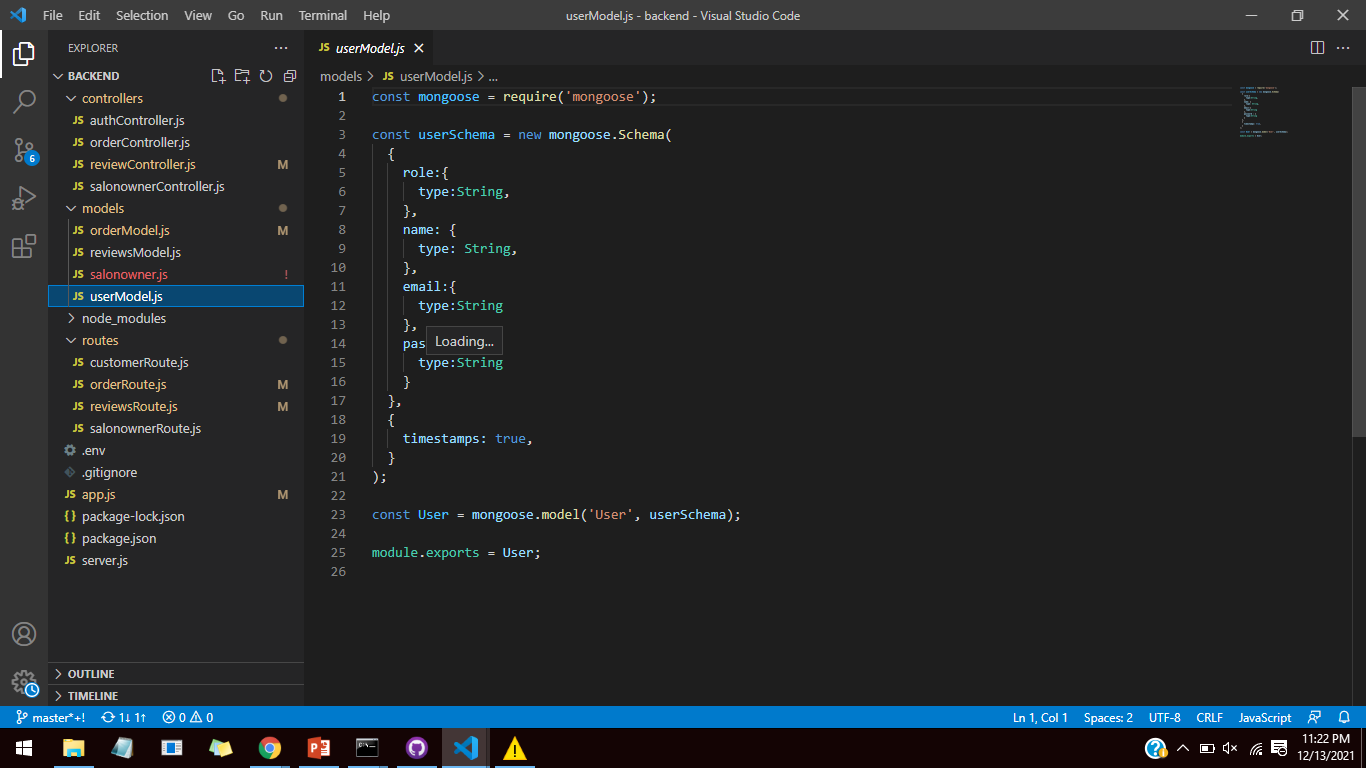 File Edit Selection View Go Run Terminal Help
userModel.js - backend - Visual Studio Code
EXPLORER
BACKEND
controllers
JS authController.js
JS orderController.js
JS reviewController.js M
JS salonownerController.js
models
JS orderModel.js M
JS reviewsModel.js
JS salonowner.js !
JS userModel.js
node_modules
routes
JS customerRoute.js
JS orderRoute.js M
JS reviewsRoute.js M
JS salonownerRoute.js
.env
.gitignore
JS app.js M
{} package-lock.json
{} package.json
JS server.js
OUTLINE
TIMELINE
6
JS userModel.js
models > JS userModel.js > ...
1 const mongoose = require('mongoose');
2
3 const userSchema = new mongoose.Schema(
4 {
5 role:{
6 type:String,
7 },
8 name: {
9 type: String,
10 },
11 email:{
12 type:String
13 },
14 pas
Loading...
15 type:String
16 }
17 },
18 {
19 timestamps: true,
20 }
21 );
22
23 const User = mongoose.model('User', userSchema);
24
25 module.exports = User;
26
master*+! 1↓ 1↑ 0 0
Ln 1, Col 1 Spaces: 2 UTF-8 CRLF JavaScript
11:22 PM
12/13/2021